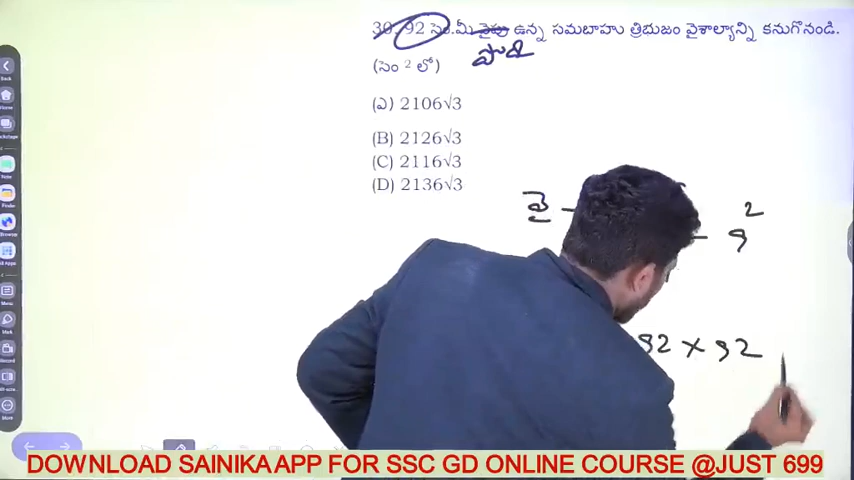 30. 92 సెం.మీ వైపు ఉన్న సమబాహు త్రిభుజం వైశాల్యాన్ని కనుగొనండి.
(సెం 2 లో)
(ఎ) 2106√3
(B) 2126√3
(C) 2116√3
(D) 2136√3
వై –
92 × 92
DOWNLOAD SAINIKA APP FOR SSC GD ONLINE COURSE @JUST 699